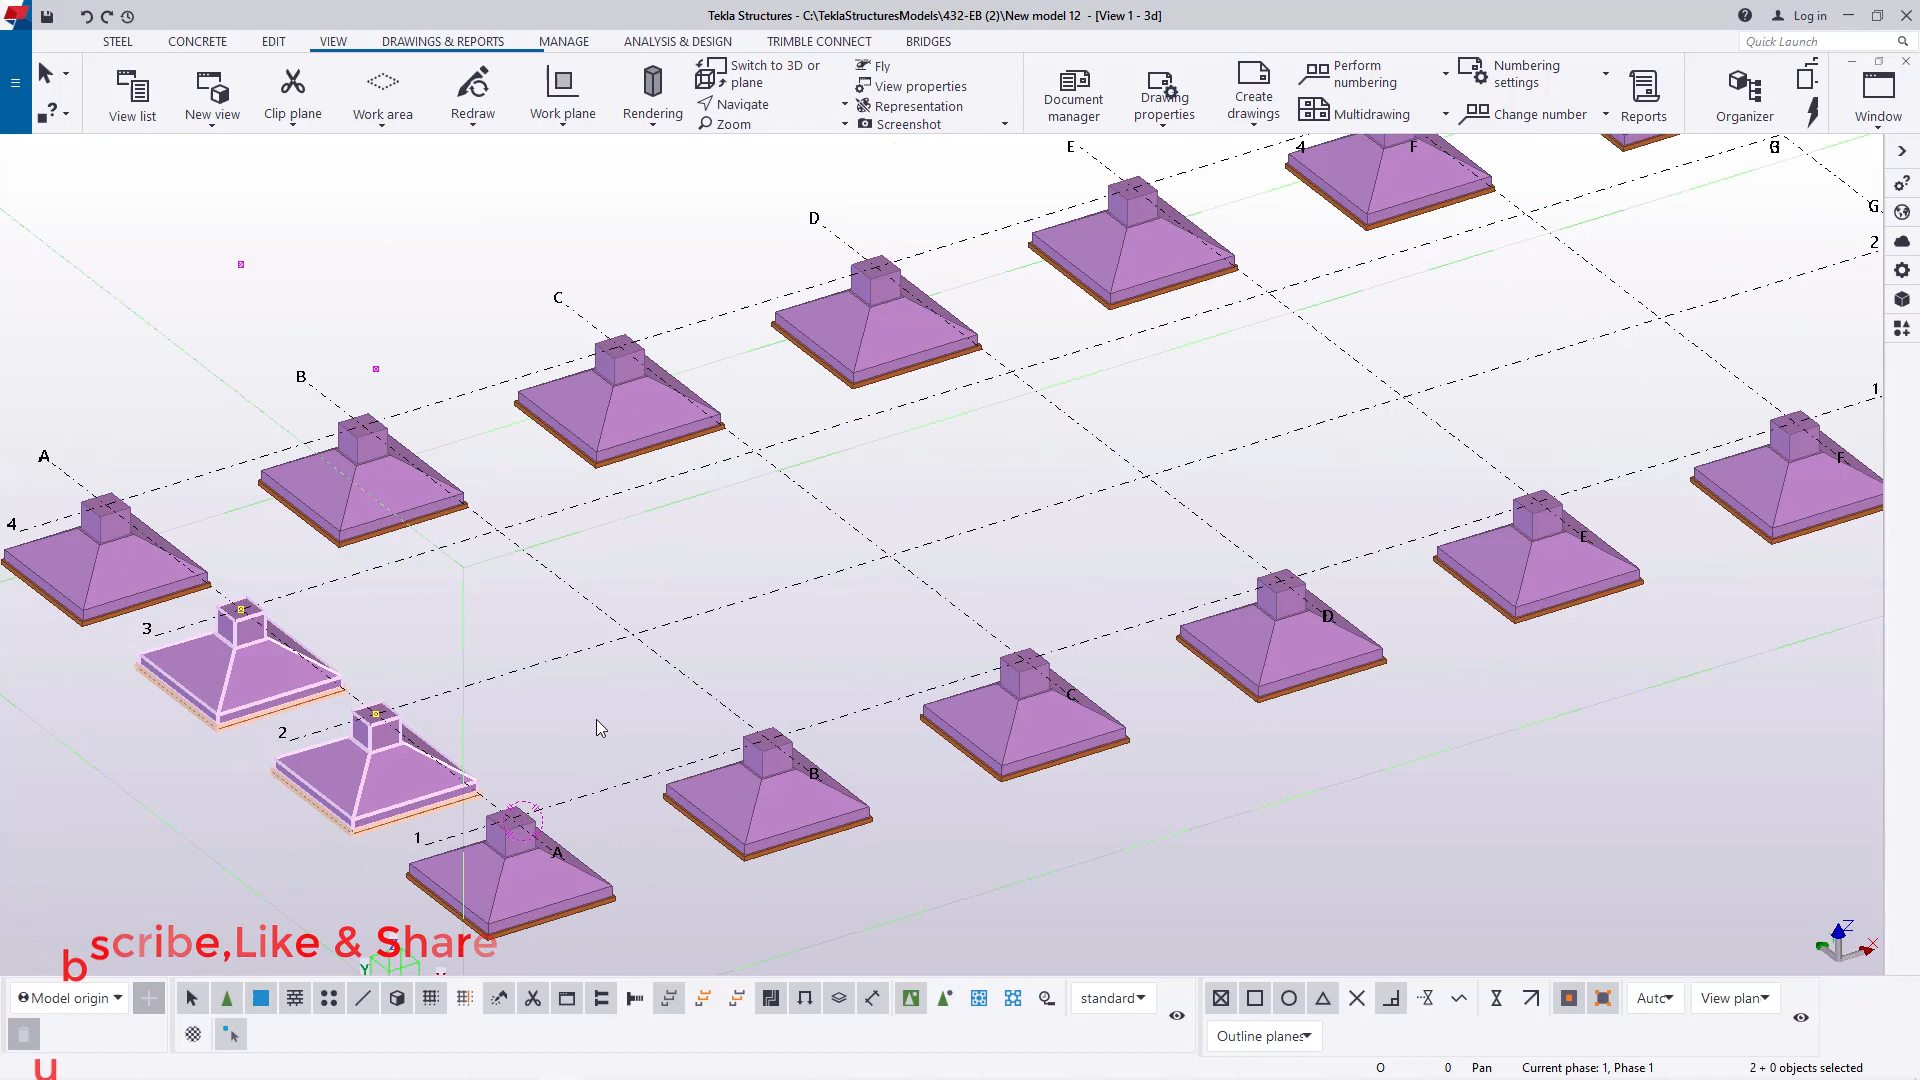 Tekla Structures - C:\TeklaStructuresModels\432-EB (2)\New model 12 - [View 1 - 3d]
Log in
STEEL CONCRETE EDIT VIEW DRAWINGS & REPORTS MANAGE ANALYSIS & DESIGN TRIMBLE CONNECT BRIDGES
Quick Launch
View list
New view
Clip plane
Work area
Redraw
Work plane
Rendering
Switch to 3D or plane
Navigate
Zoom
Fly
View properties
Representation
Screenshot
Document manager
Drawing properties
Create drawings
Perform numbering
Multidrawing
Numbering settings
Change number
Reports
Organizer
Window
E 4 F G
D G
2
C
B 1
A F
4 E
3 D
2 C
B
1 A
bscribe,Like & Share
u
Y
Z X
Model origin
standard
Auto
View plan
Outline planes
O 0 Pan Current phase: 1, Phase 1 2 + 0 objects selected